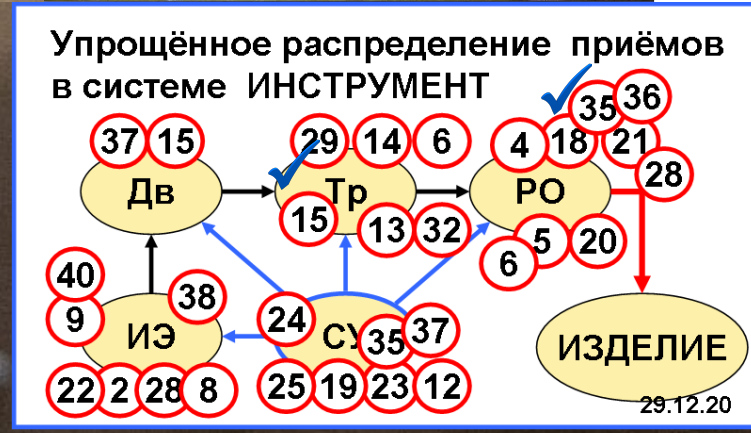 Упрощённое распределение приёмов
в системе ИНСТРУМЕНТ
37 15 29 14 6 4 18 35 36 21 28
Дв Тр РО
15 13 32 6 5 20
40 9 38 24 35 37
ИЭ СУ ИЗДЕЛИЕ
22 2 28 8 25 19 23 12
29.12.20